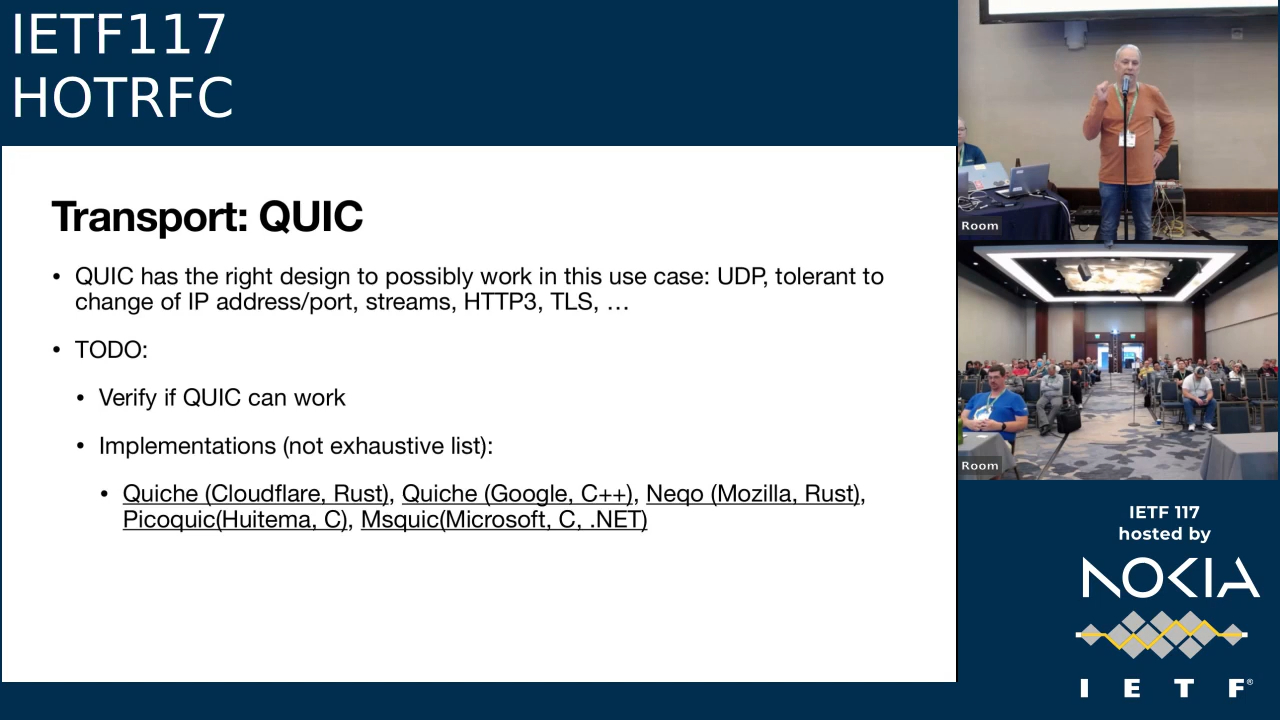 IETF117
HOTRFC
Transport: QUIC
• QUIC has the right design to possibly work in this use case: UDP, tolerant to
change of IP address/port, streams, HTTP3, TLS, …
• TODO:
• Verify if QUIC can work
• Implementations (not exhaustive list):
• Quiche (Cloudflare, Rust), Quiche (Google, C++), Neqo (Mozilla, Rust),
Picoquic(Huitema, C), Msquic(Microsoft, C, .NET)
Room
Room
IETF 117
hosted by
NOKIA
I E T F®